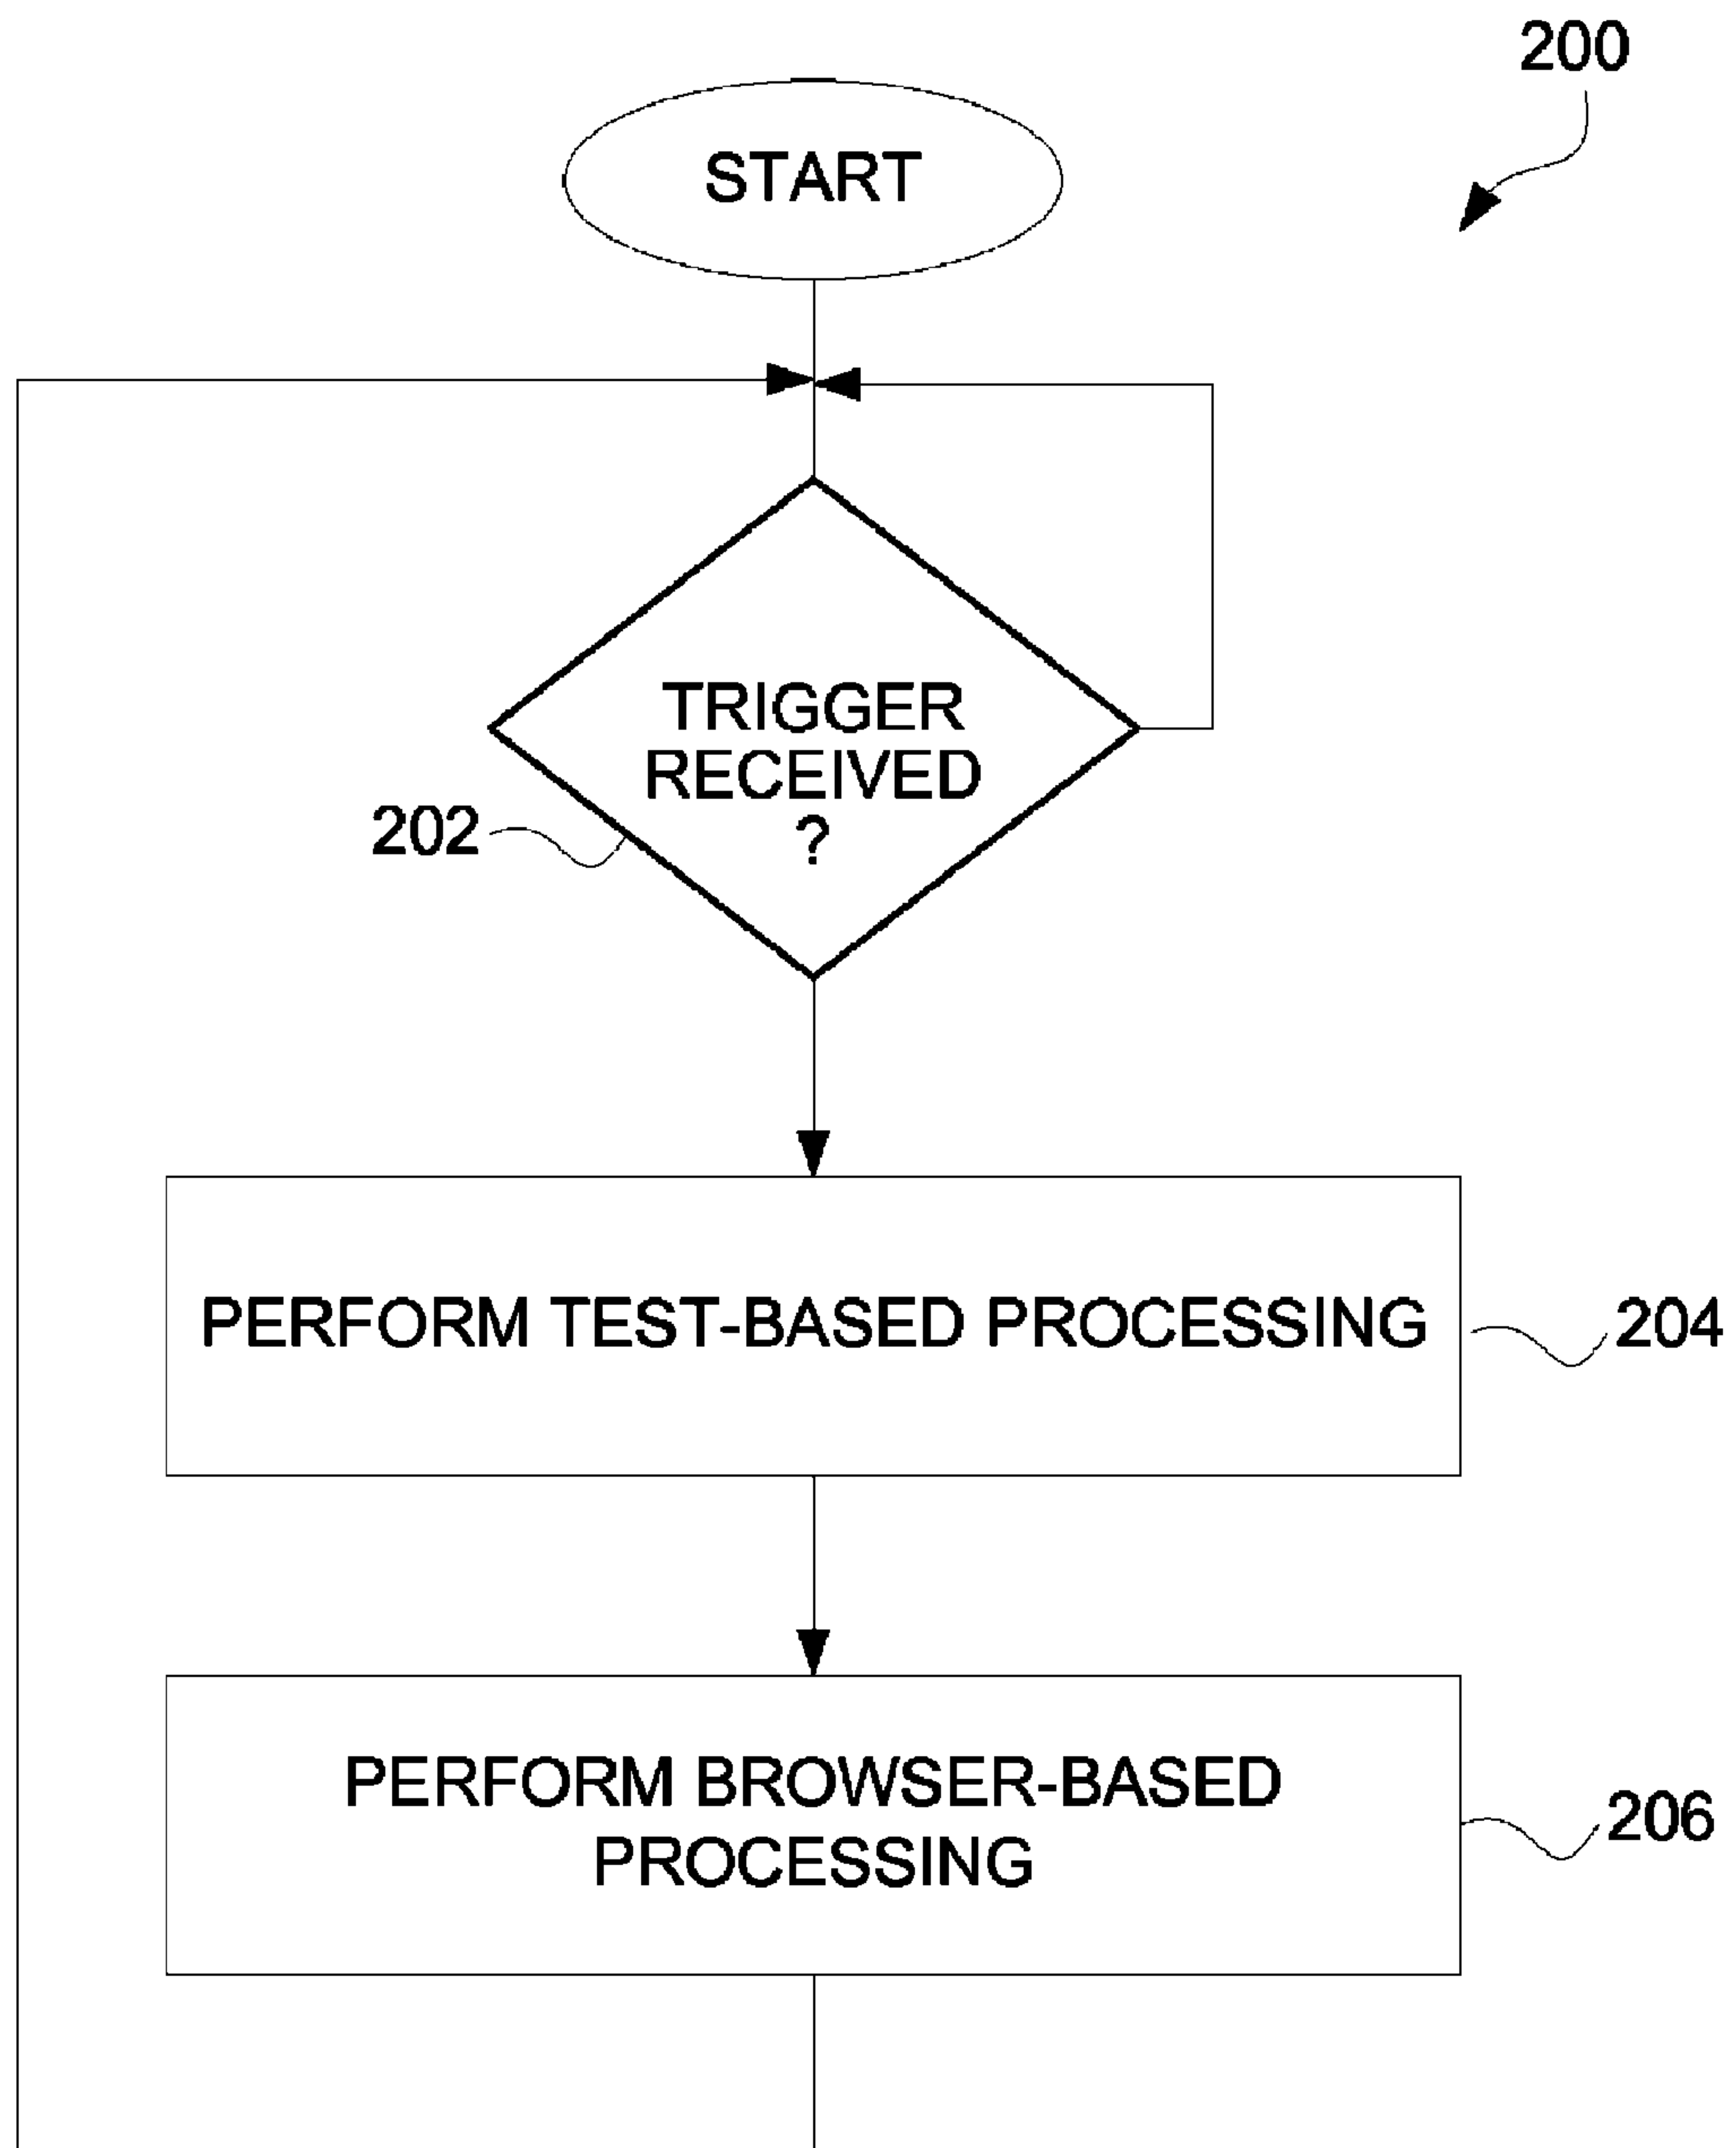 200
START
TRIGGER
RECEIVED
?
202
PERFORM TEST-BASED PROCESSING
204
PERFORM BROWSER-BASED
PROCESSING
206